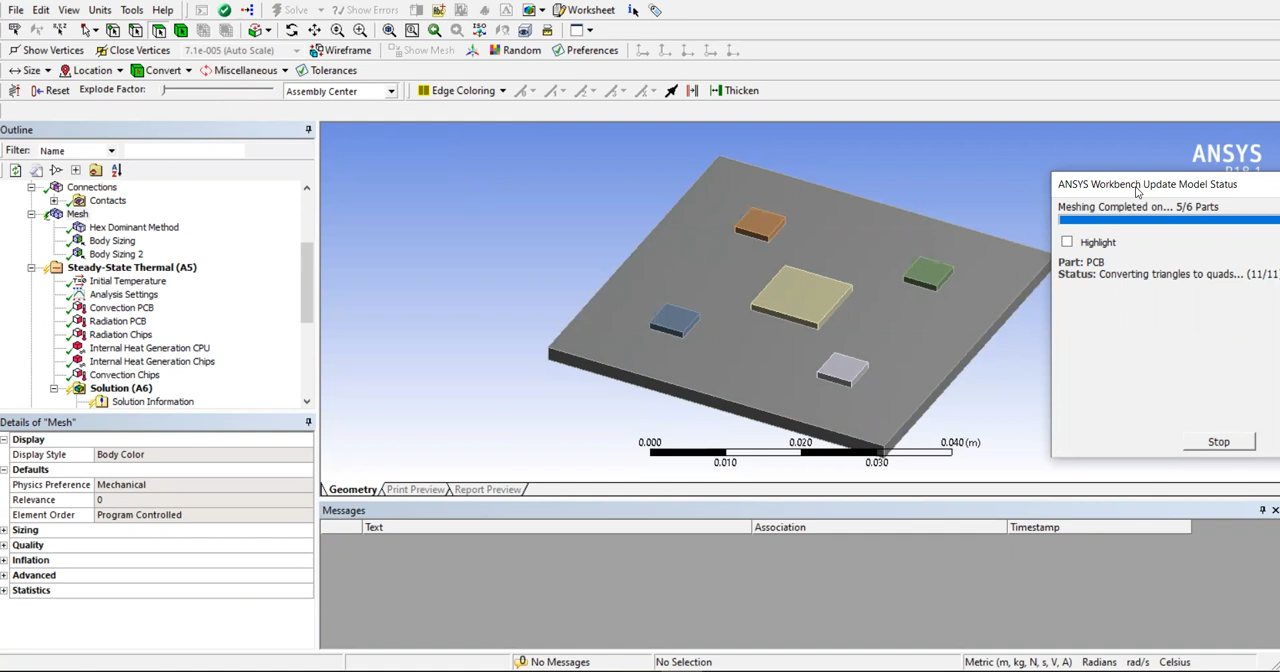 File Edit View Units Tools Help Solve ?/Show Errors Worksheet
Show Vertices Close Vertices 7.1e-005 (Auto Scale) Wireframe Show Mesh Random Preferences
Size Location Convert Miscellaneous Tolerances
Reset Explode Factor: Assembly Center Edge Coloring Thicken
Outline
Filter: Name
Connections
Contacts
Mesh
Hex Dominant Method
Body Sizing
Body Sizing 2
Steady-State Thermal (A5)
Initial Temperature
Analysis Settings
Convection PCB
Radiation PCB
Radiation Chips
Internal Heat Generation CPU
Internal Heat Generation Chips
Convection Chips
Solution (A6)
Solution Information
Details of "Mesh"
Display
Display Style Body Color
Defaults
Physics Preference Mechanical
Relevance 0
Element Order Program Controlled
Sizing
Quality
Inflation
Advanced
Statistics
ANSYS
R18.1
ANSYS Workbench Update Model Status
Meshing Completed on... 5/6 Parts
Highlight
Part: PCB
Status: Converting triangles to quads... (11/11
Stop
0.000 0.020 0.040 (m)
0.010 0.030
Geometry Print Preview Report Preview
Messages
Text Association Timestamp
No Messages No Selection Metric (m, kg, N, s, V, A) Radians rad/s Celsius